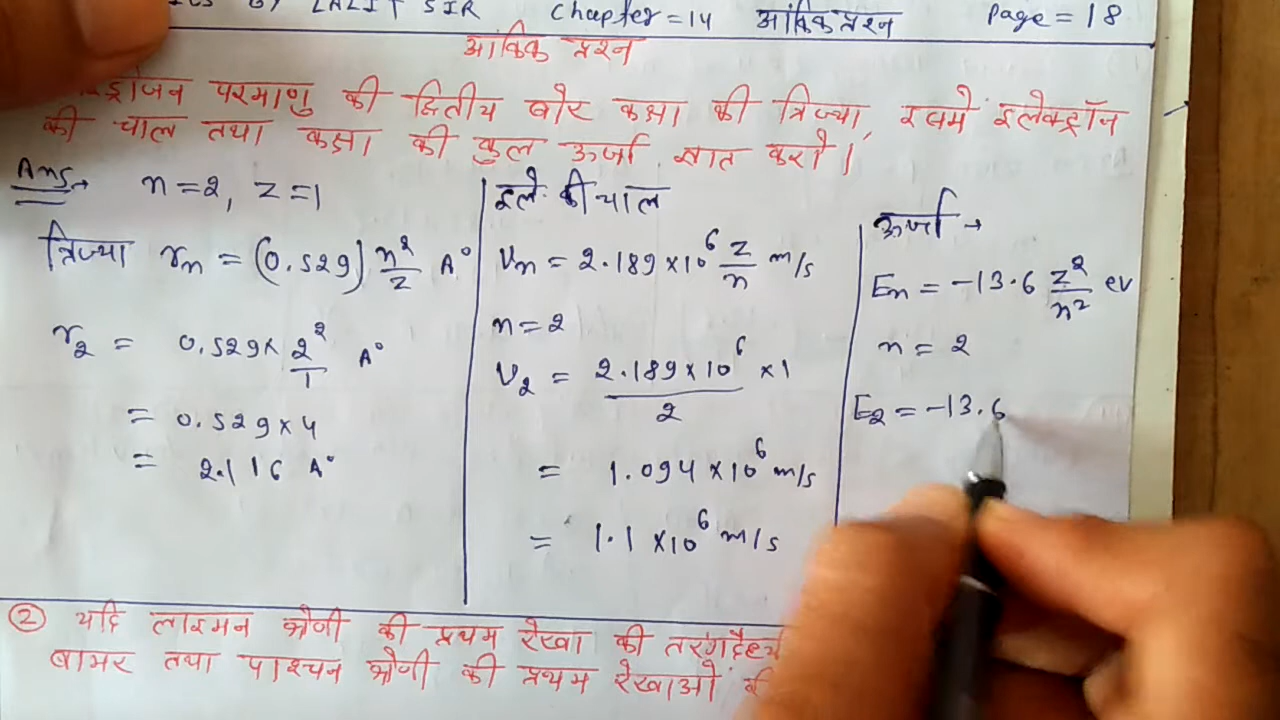 BY LALIT SIR Chapter = 14 आंकिक प्रश्न Page = 18
आंकिक प्रश्न
परमाणु की द्वितीय बोर कक्षा की त्रिज्या, इसमें इलेक्ट्रॉन
की चाल तथा कक्षा की कुल ऊर्जा ज्ञात करो।
Ans→ n=2, Z=1
त्रिज्या rn = (0.529) n²/Z A°
r2 = 0.529× 2²/1 A°
= 0.529×4
= 2.116 A°
इले. की चाल
vn = 2.189×10⁶ Z/n m/s
n=2
v2 = 2.189×10⁶ ×1 / 2
= 1.094×10⁶ m/s
= 1.1×10⁶ m/s
ऊर्जा →
En = -13.6 Z²/n² ev
n = 2
E2 = -13.6
② यदि लाइमन श्रेणी की प्रथम रेखा की
बामर तथा पाश्चन श्रेणी की प्रथम रेखाओं की